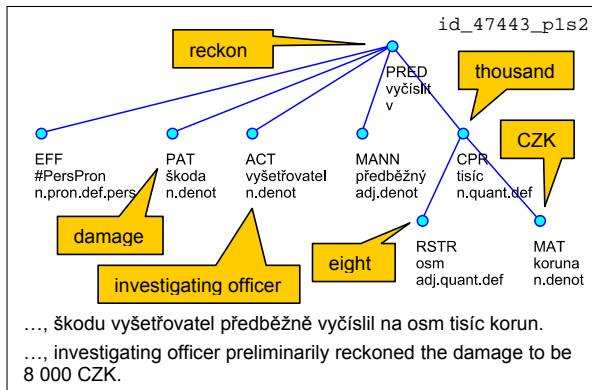 id_47443_p1s2
reckon
PRED
vyčíslit
v
thousand
CZK
EFF
#PersPron
n.pron.def.pers
PAT
škoda
n.denot
ACT
vyšetřovatel
n.denot
MANN
předběžný
adj.denot
CPR
tisíc
n.quant.def
damage
investigating officer
eight
RSTR
osm
adj.quant.def
MAT
koruna
n.denot
…, škodu vyšetřovatel předběžně vyčíslil na osm tisíc korun.
…, investigating officer preliminarily reckoned the damage to be
8 000 CZK.